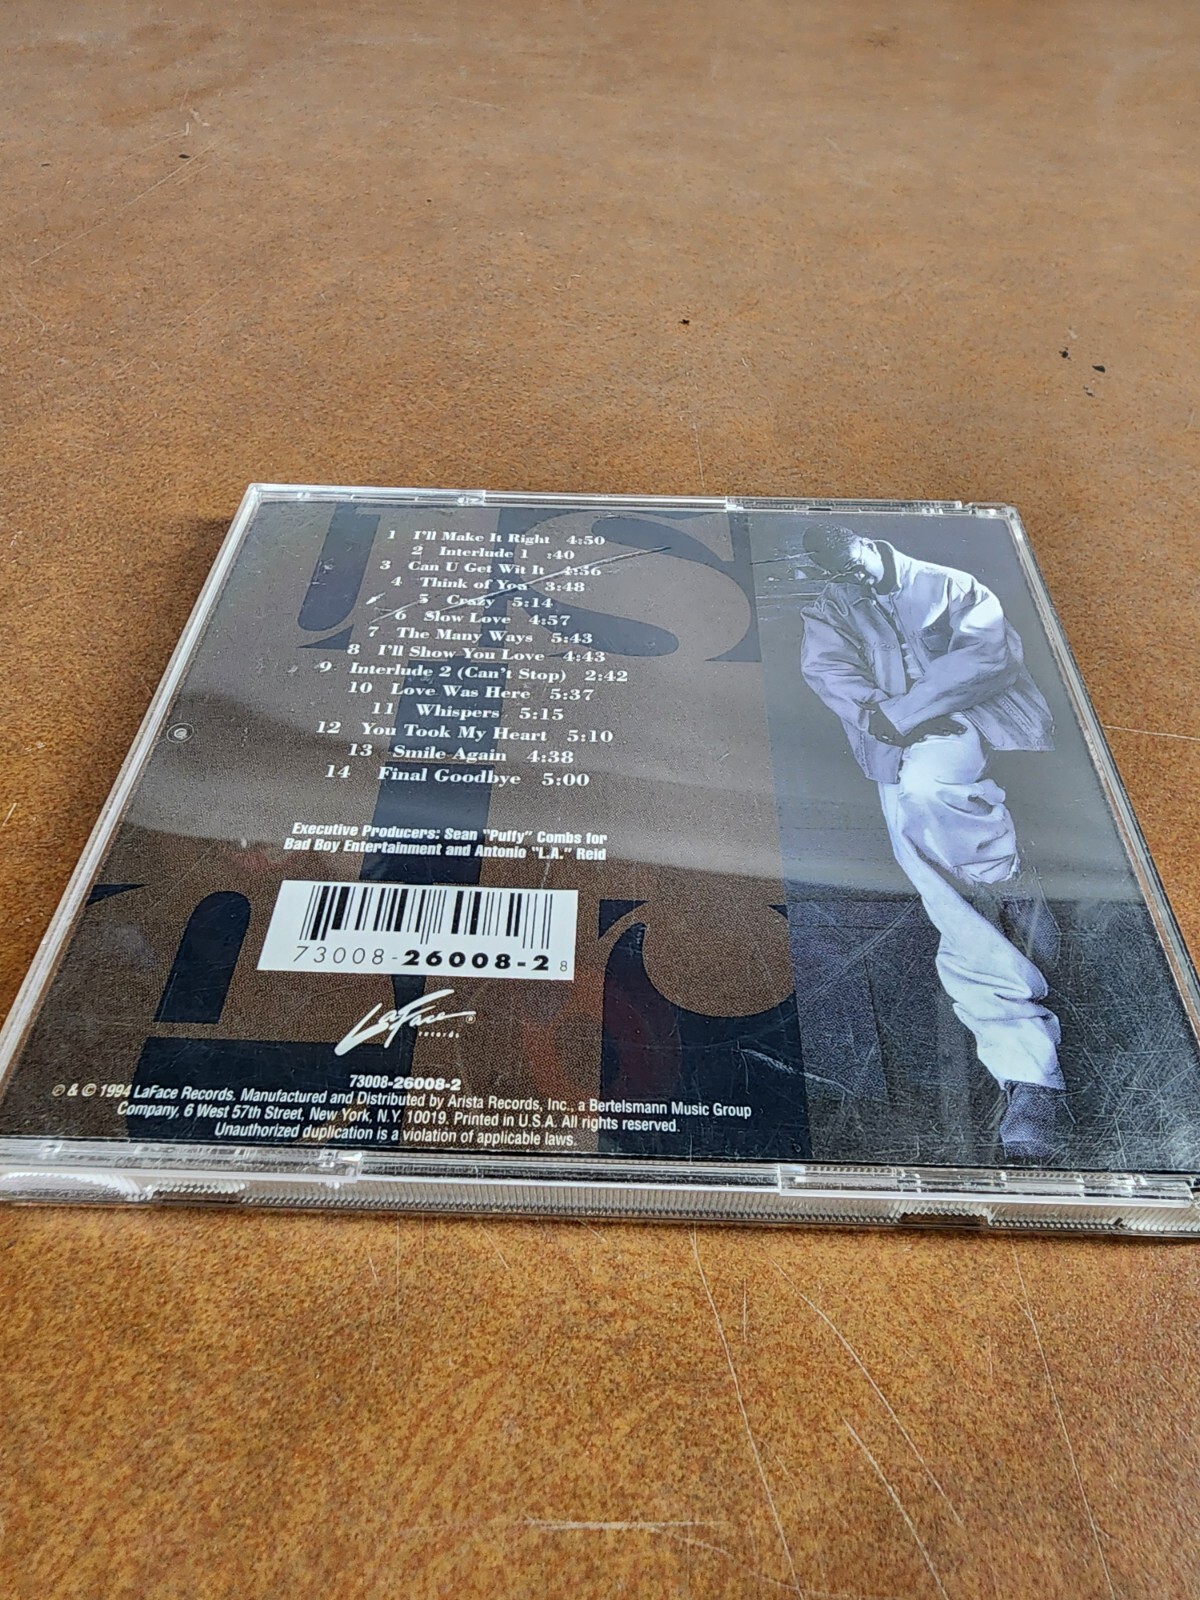 1 I'll Make It Right 4:50
2 Interlude 1 :40
3 Can U Get Wit It 4:36
4 Think of You 3:48
5 Crazy 5:14
6 Slow Love 4:57
7 The Many Ways 5:43
8 I'll Show You Love 4:43
9 Interlude 2 (Can't Stop) 2:42
10 Love Was Here 5:37
11 Whispers 5:15
12 You Took My Heart 5:10
13 Smile Again 4:38
14 Final Goodbye 5:00
Executive Producers: Sean "Puffy" Combs for
Bad Boy Entertainment and Antonio "L.A." Reid
73008-26008-2 8
LaFace ®
records
73008-26008-2
℗ & © 1994 LaFace Records. Manufactured and Distributed by Arista Records, Inc., a Bertelsmann Music Group
Company, 6 West 57th Street, New York, N.Y. 10019. Printed in U.S.A. All rights reserved.
Unauthorized duplication is a violation of applicable laws.